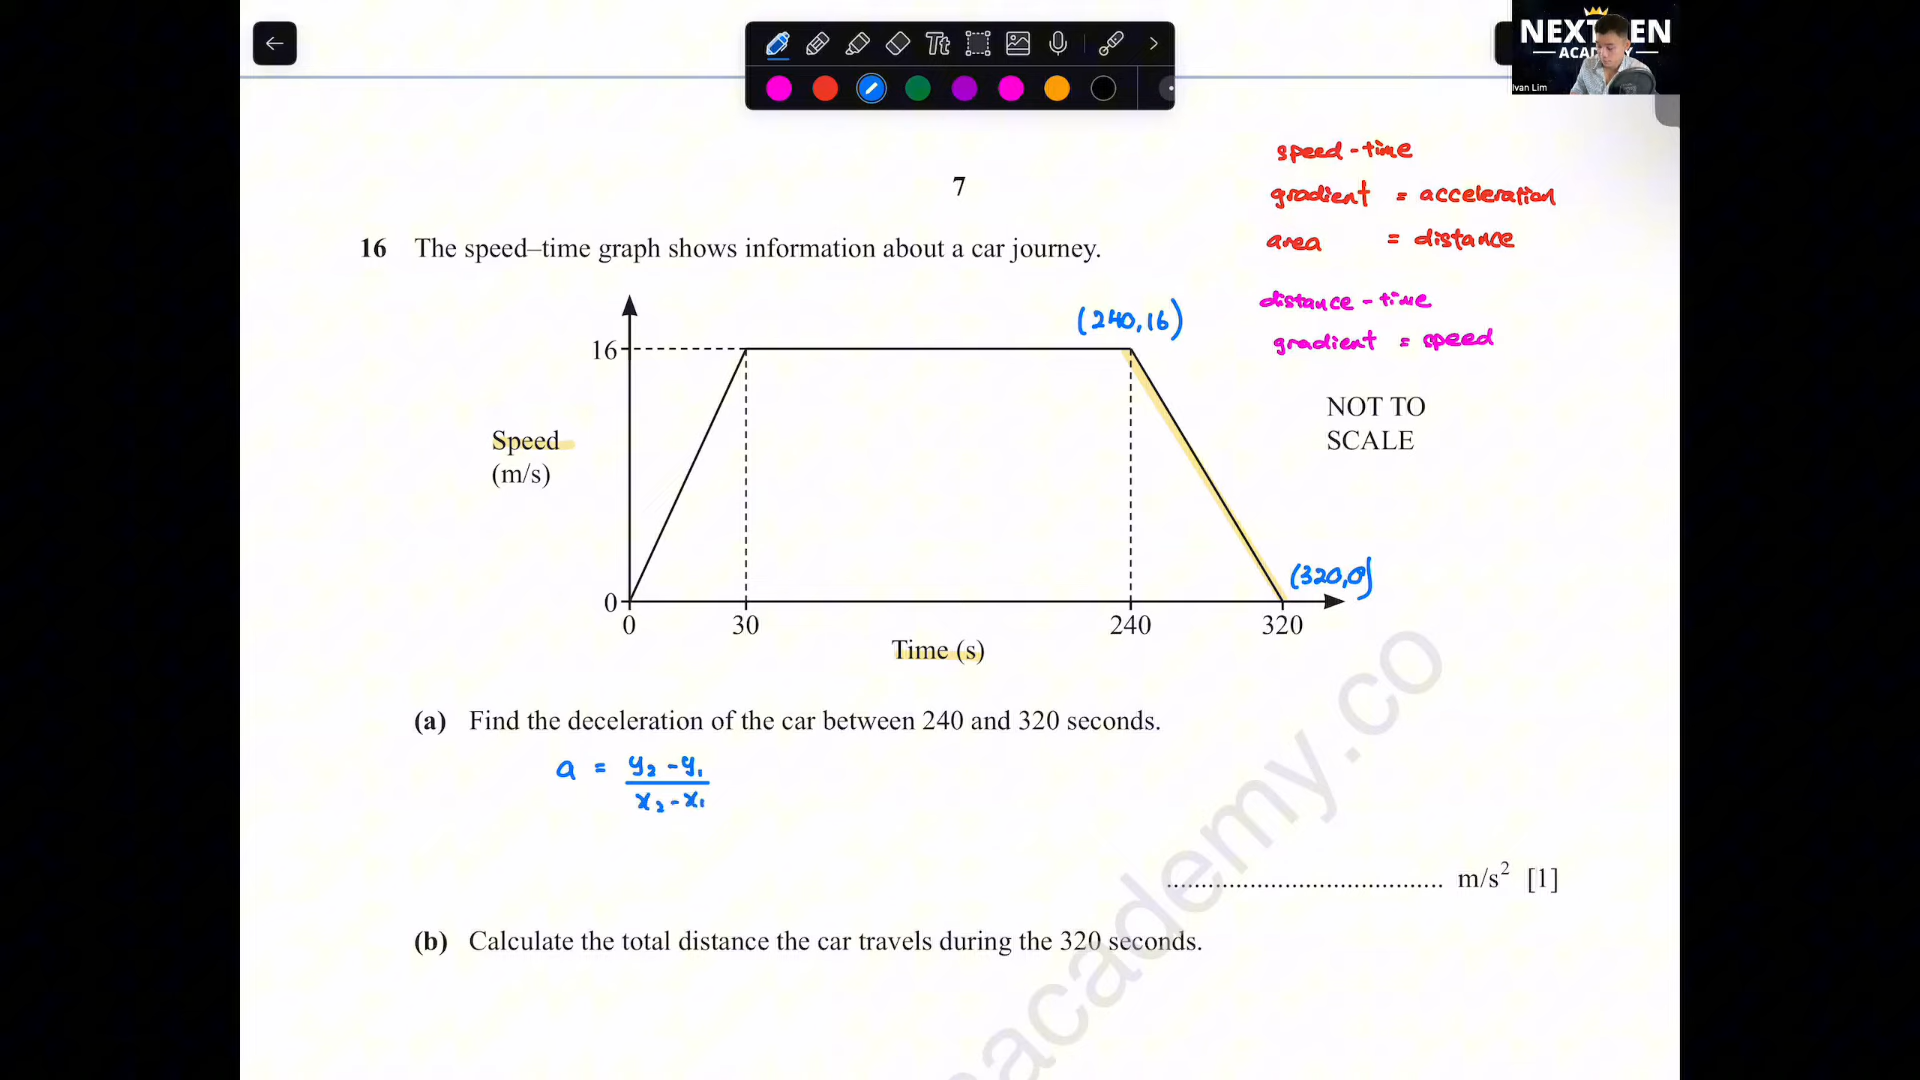 Tt
NEXT EN
ACADEMY
Ivan Lim
speed-time
gradient = acceleration
area = distance
distance-time
gradient = speed
7
16 The speed–time graph shows information about a car journey.
(240,16)
16
NOT TO
SCALE
Speed
(m/s)
(320,0)
0
0 30 240 320
Time (s)
(a) Find the deceleration of the car between 240 and 320 seconds.
a = y₂ - y₁
x₂ - x₁
........................................ m/s² [1]
(b) Calculate the total distance the car travels during the 320 seconds.
academy.co